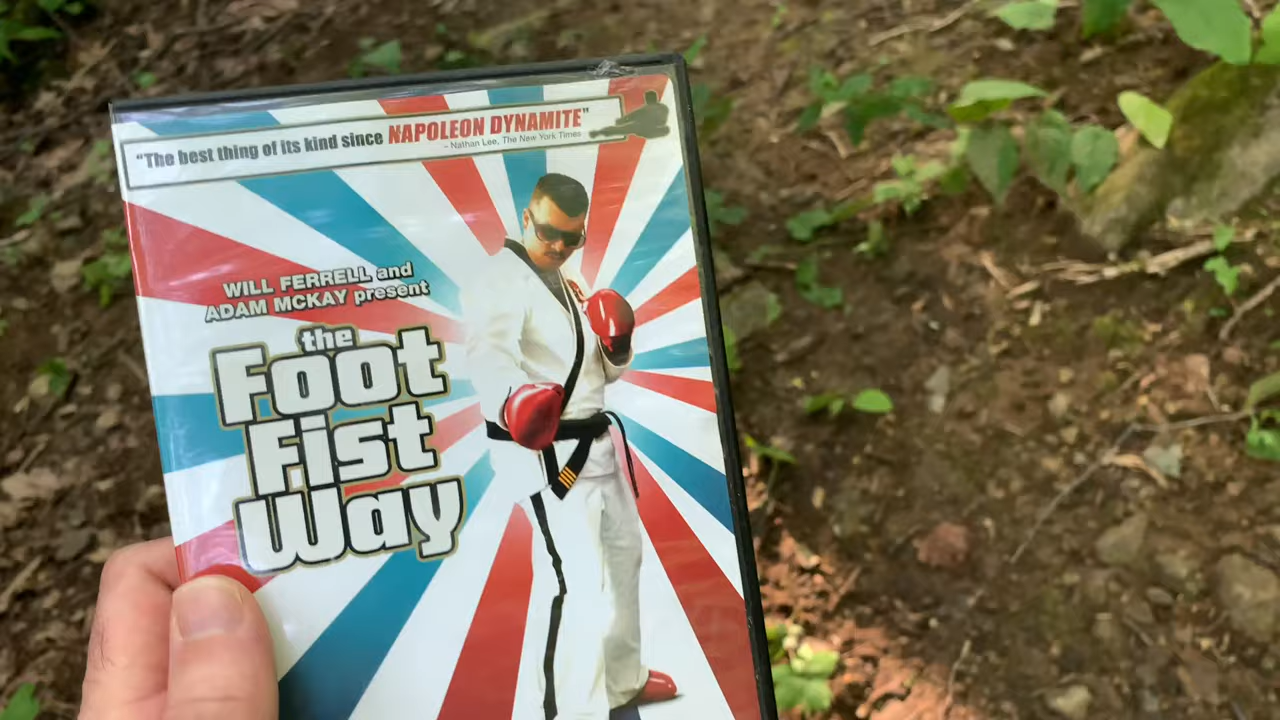 "The best thing of its kind since NAPOLEON DYNAMITE"
– Nathan Lee, The New York Times
WILL FERRELL and
ADAM MCKAY present
the
Foot
Fist
Way